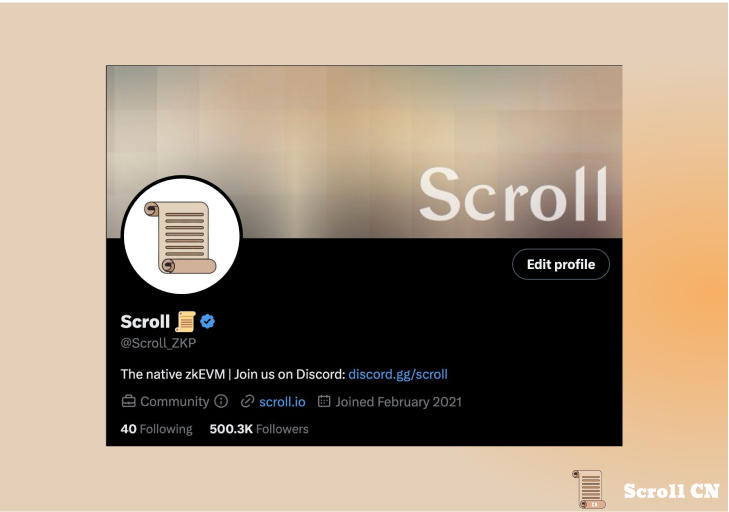 Scroll
Edit profile
Scroll
@Scroll_ZKP
The native zkEVM | Join us on Discord: discord.gg/scroll
Community scroll.io Joined February 2021
40 Following 500.3K Followers
Scroll CN